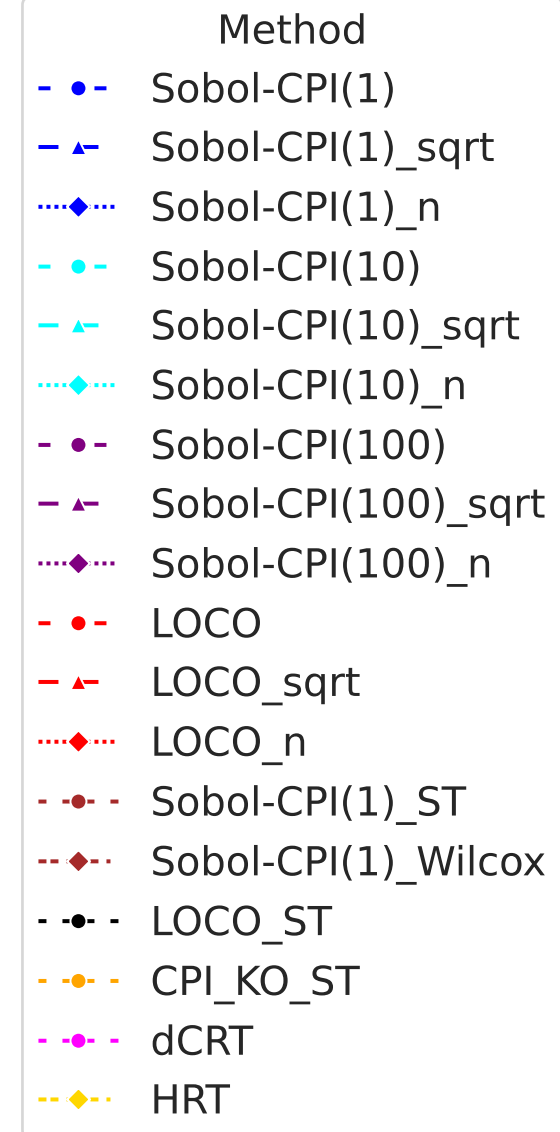 Method
Sobol-CPI(1)
Sobol-CPI(1)_sqrt
Sobol-CPI(1)_n
Sobol-CPI(10)
Sobol-CPI(10)_sqrt
Sobol-CPI(10)_n
Sobol-CPI(100)
Sobol-CPI(100)_sqrt
Sobol-CPI(100)_n
LOCO
LOCO_sqrt
LOCO_n
Sobol-CPI(1)_ST
Sobol-CPI(1)_Wilcox
LOCO_ST
CPI_KO_ST
dCRT
HRT